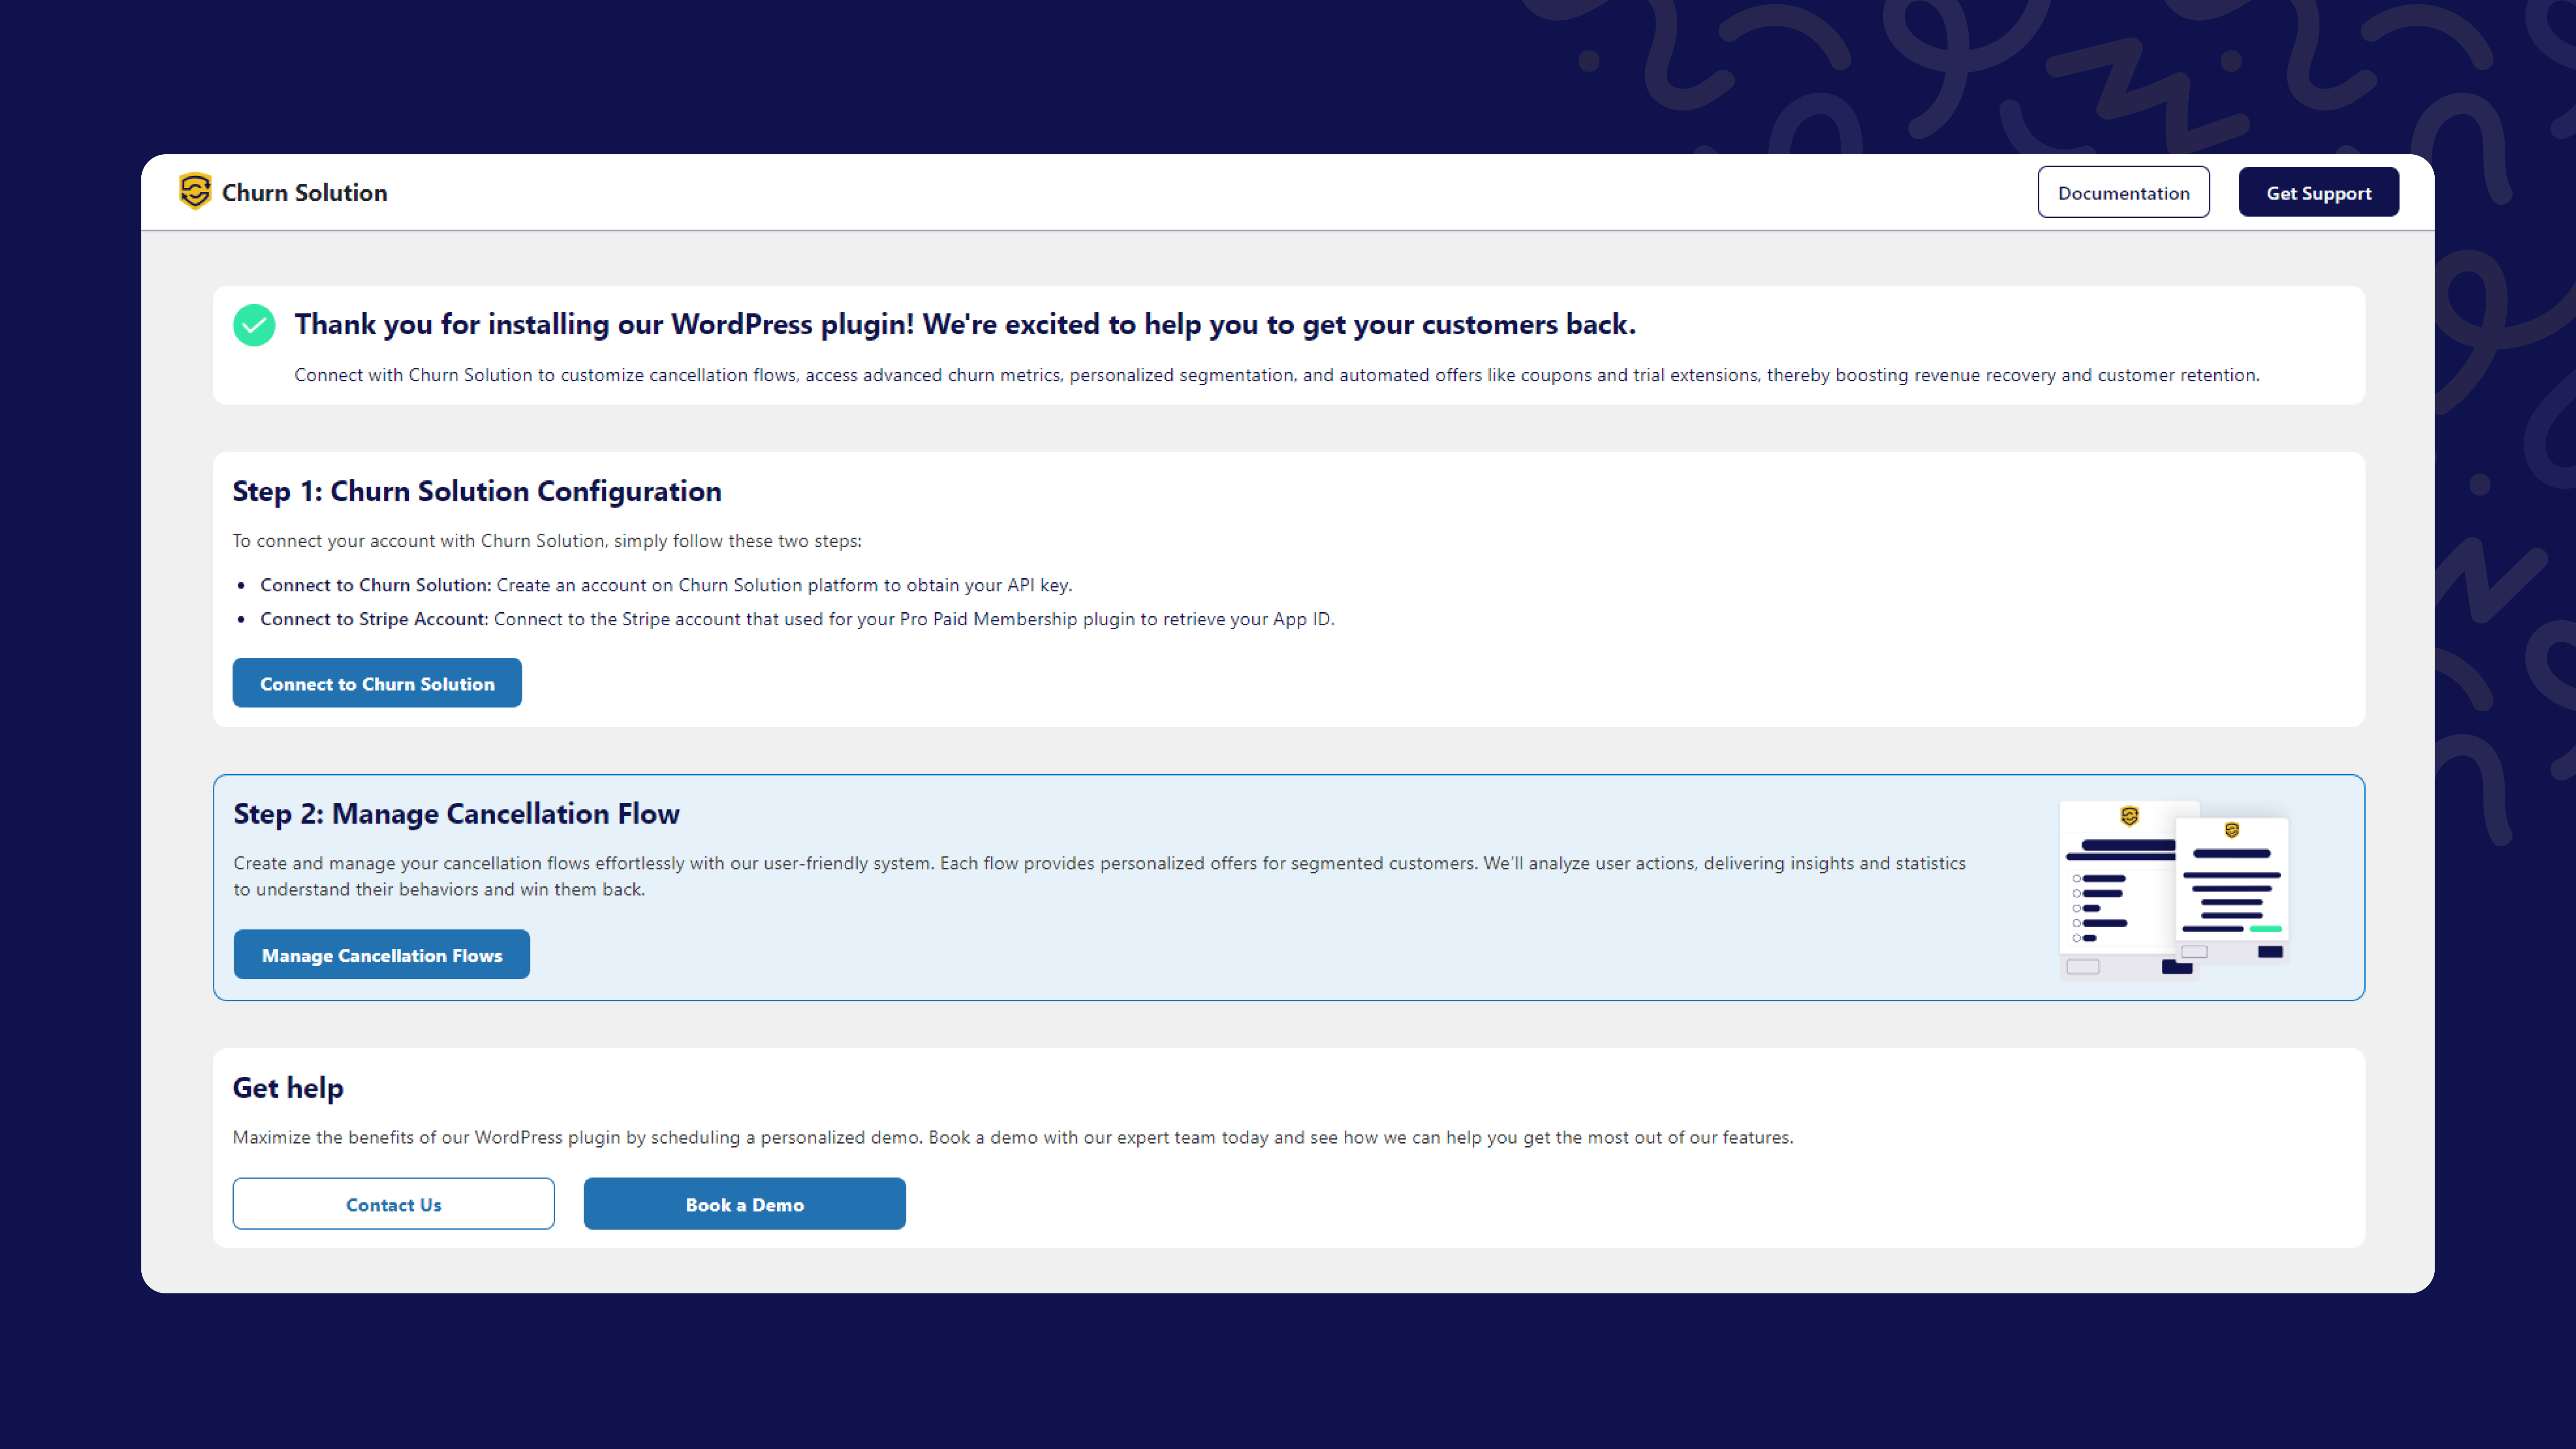 Churn Solution
Documentation
Get Support
Thank you for installing our WordPress plugin! We're excited to help you to get your customers back.
Connect with Churn Solution to customize cancellation flows, access advanced churn metrics, personalized segmentation, and automated offers like coupons and trial extensions, thereby boosting revenue recovery and customer retention.
Step 1: Churn Solution Configuration
To connect your account with Churn Solution, simply follow these two steps:
• Connect to Churn Solution: Create an account on Churn Solution platform to obtain your API key.
• Connect to Stripe Account: Connect to the Stripe account that used for your Pro Paid Membership plugin to retrieve your App ID.
Connect to Churn Solution
Step 2: Manage Cancellation Flow
Create and manage your cancellation flows effortlessly with our user-friendly system. Each flow provides personalized offers for segmented customers. We'll analyze user actions, delivering insights and statistics
to understand their behaviors and win them back.
Manage Cancellation Flows
Get help
Maximize the benefits of our WordPress plugin by scheduling a personalized demo. Book a demo with our expert team today and see how we can help you get the most out of our features.
Contact Us
Book a Demo